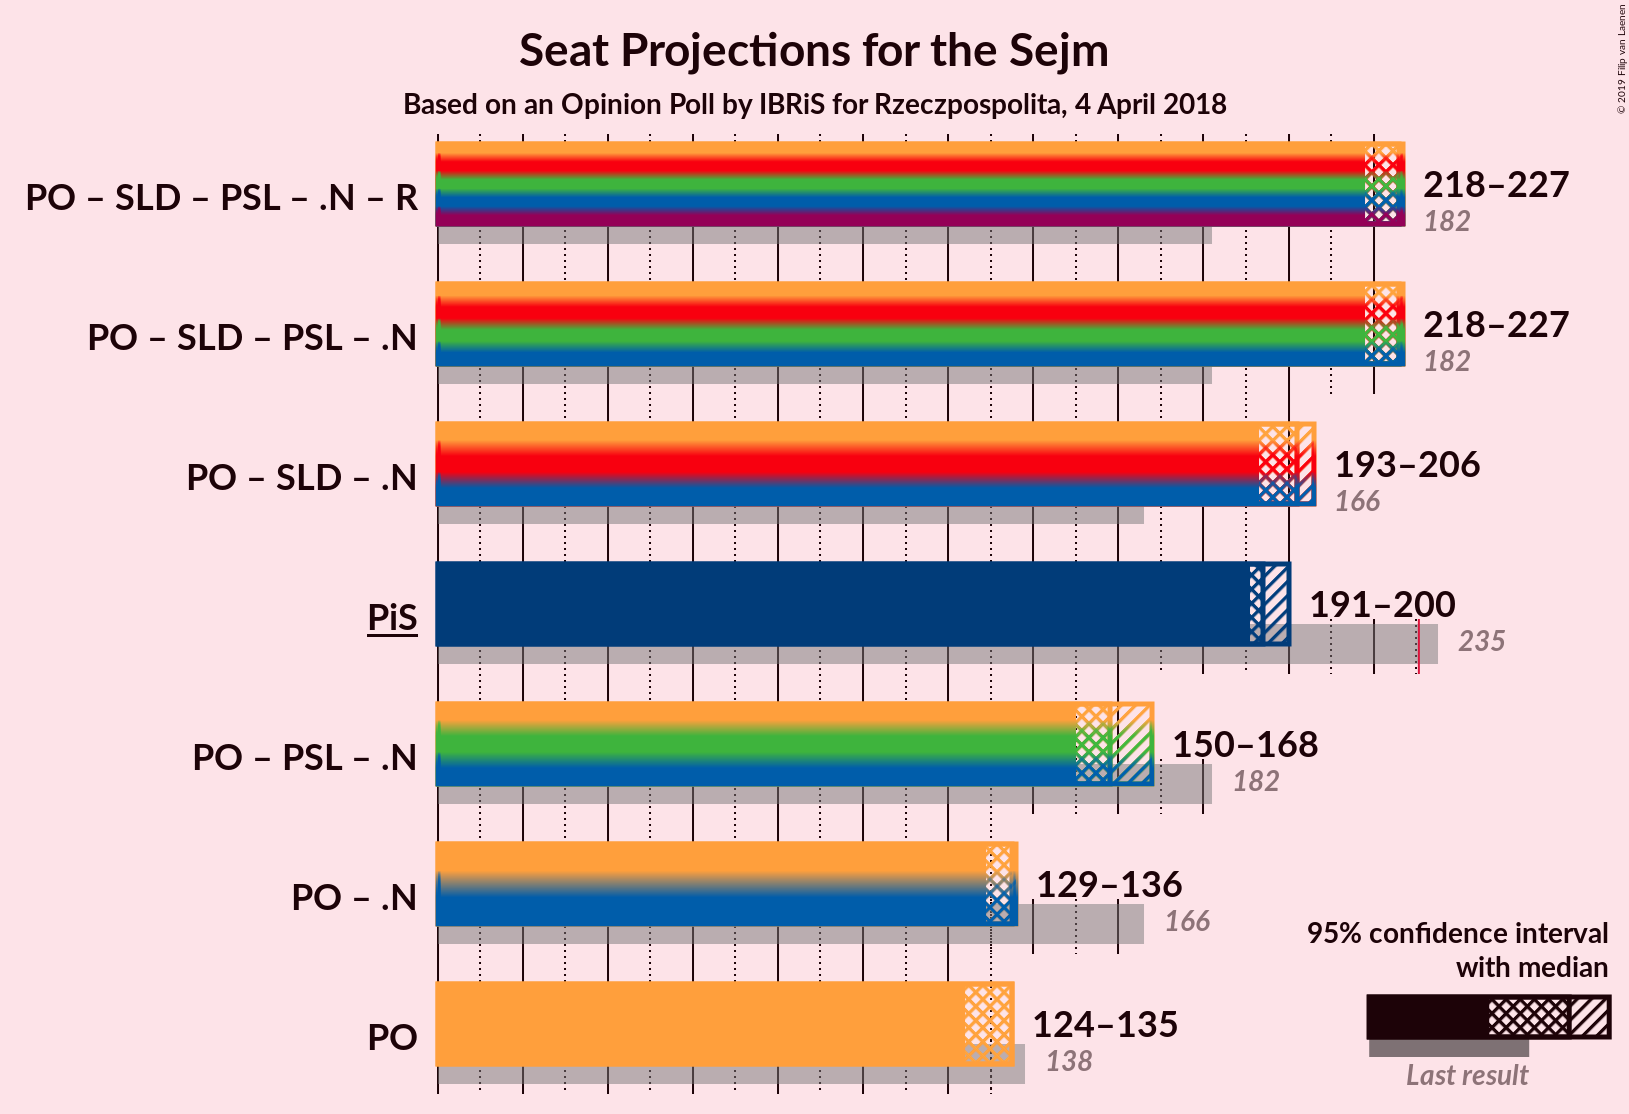 Seat Projections for the Sejm
Based on an Opinion Poll by IBRiS for Rzeczpospolita, 4 April 2018
© 2019 Filip van Laenen
PO – SLD – PSL – .N – R
218–227
182
PO – SLD – PSL – .N
218–227
182
PO – SLD – .N
193–206
166
PiS
191–200
235
PO – PSL – .N
150–168
182
PO – .N
129–136
166
PO
124–135
138
95% confidence interval
with median
Last result